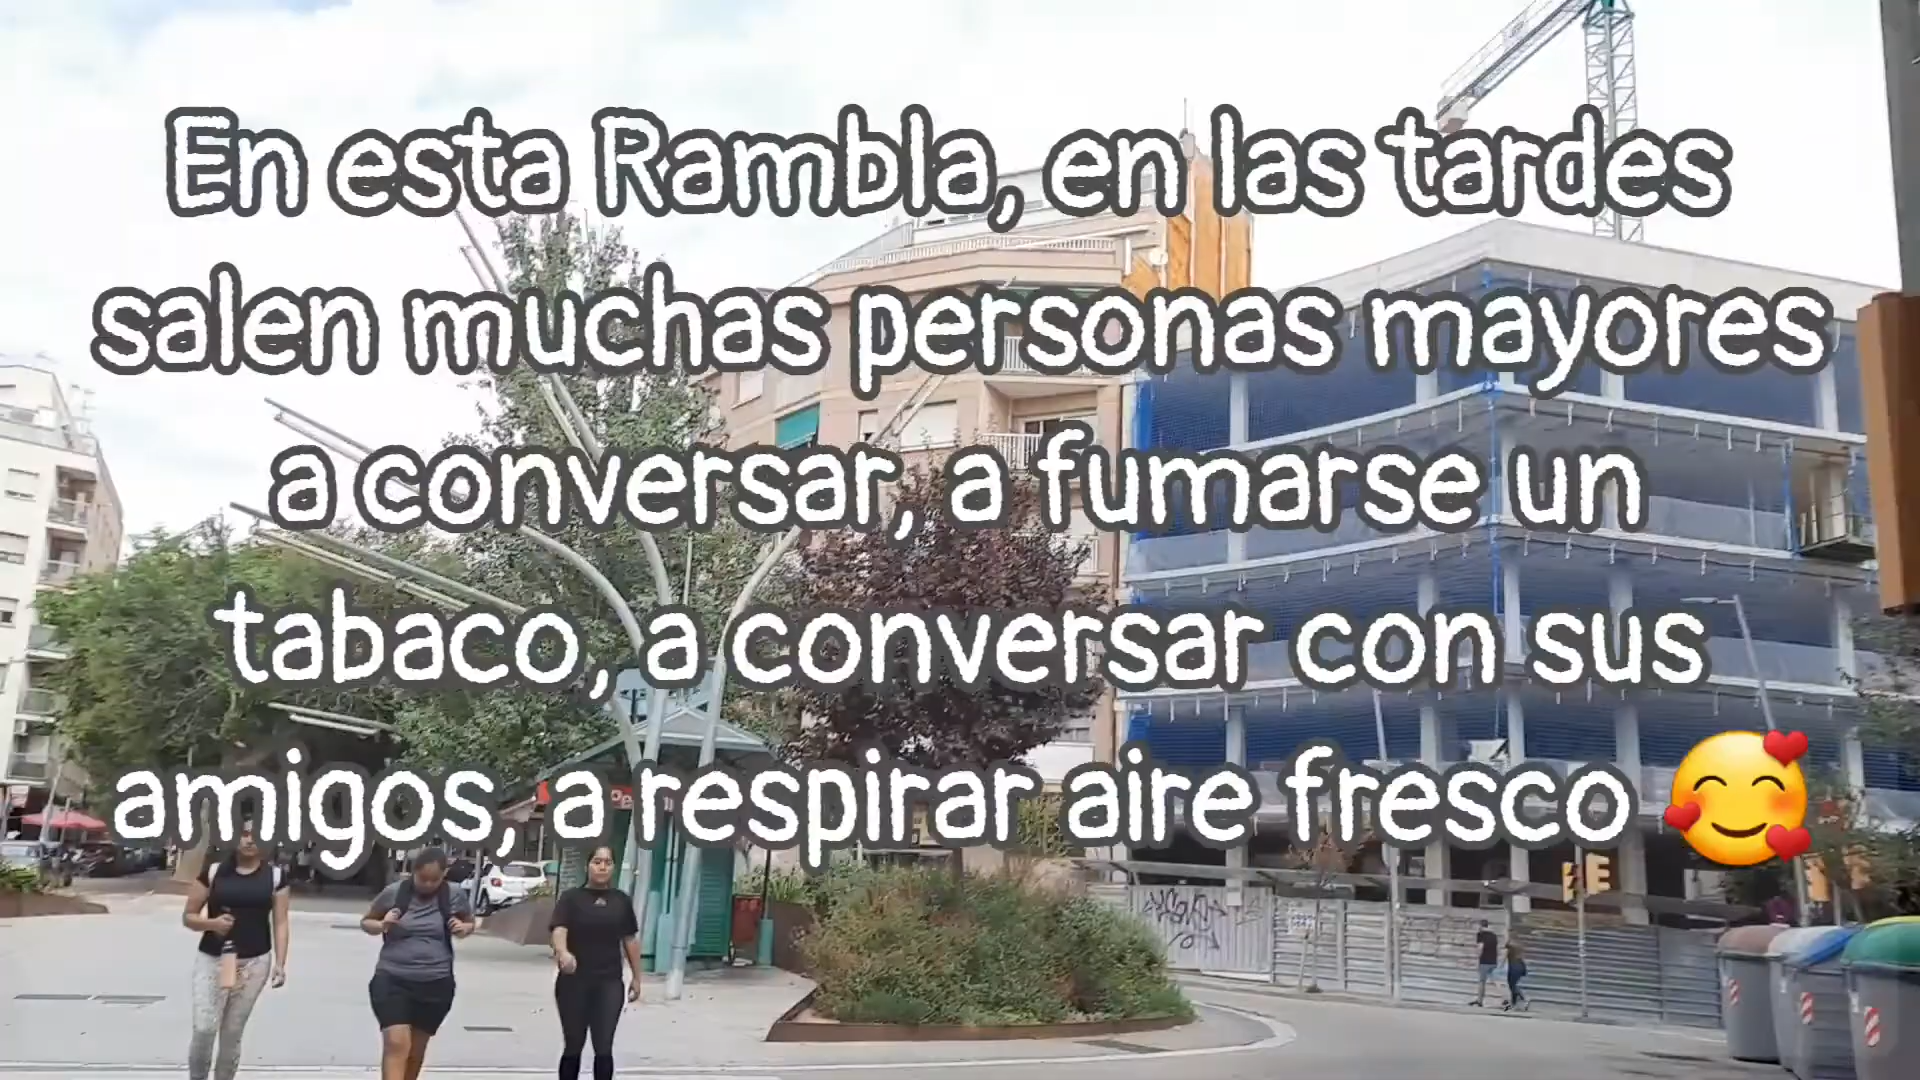 En esta Rambla, en las tardes
salen muchas personas mayores
a conversar, a fumarse un
tabaco, a conversar con sus
amigos, a respirar aire fresco 🥰